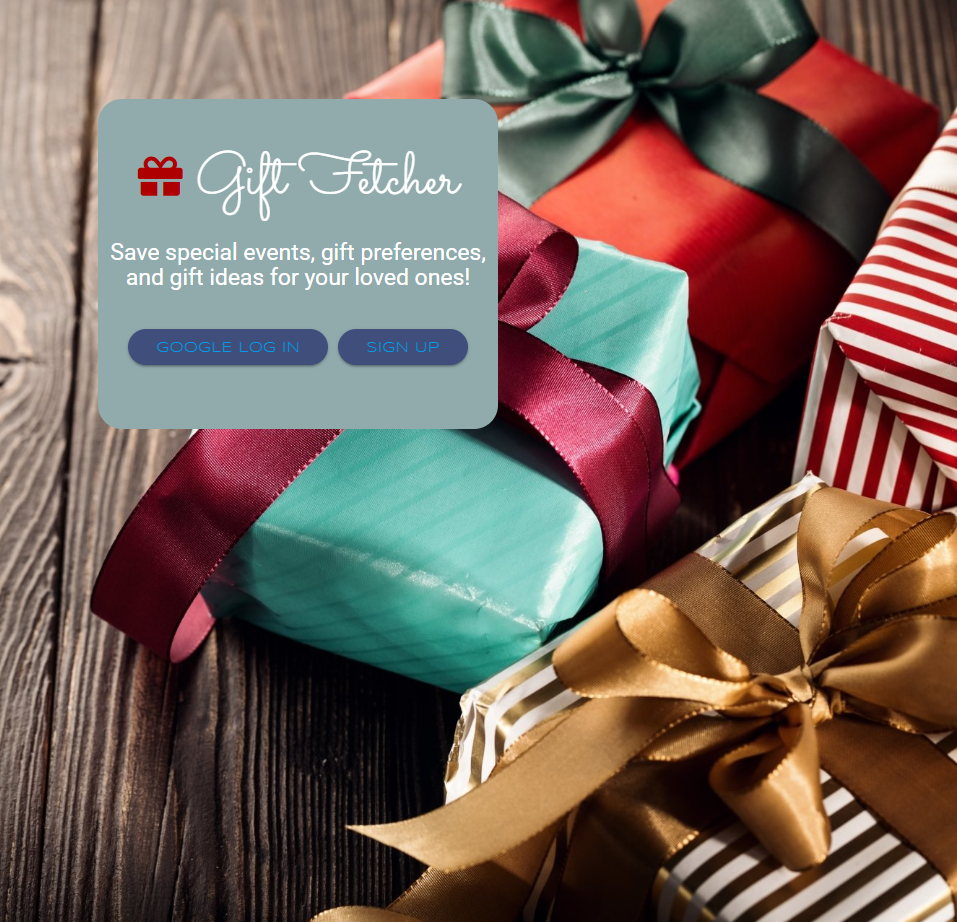 Gift Fetcher
Save special events, gift preferences,
and gift ideas for your loved ones!
GOOGLE LOG IN SIGN UP